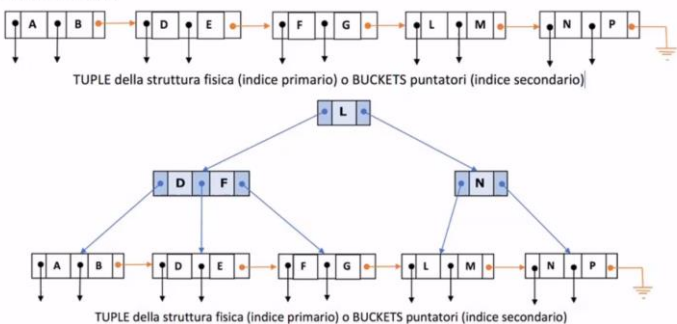 A B D E F G L M N P
TUPLE della struttura fisica (indice primario) o BUCKETS puntatori (indice secondario)
L
D F N
A B D E F G L M N P
TUPLE della struttura fisica (indice primario) o BUCKETS puntatori (indice secondario)